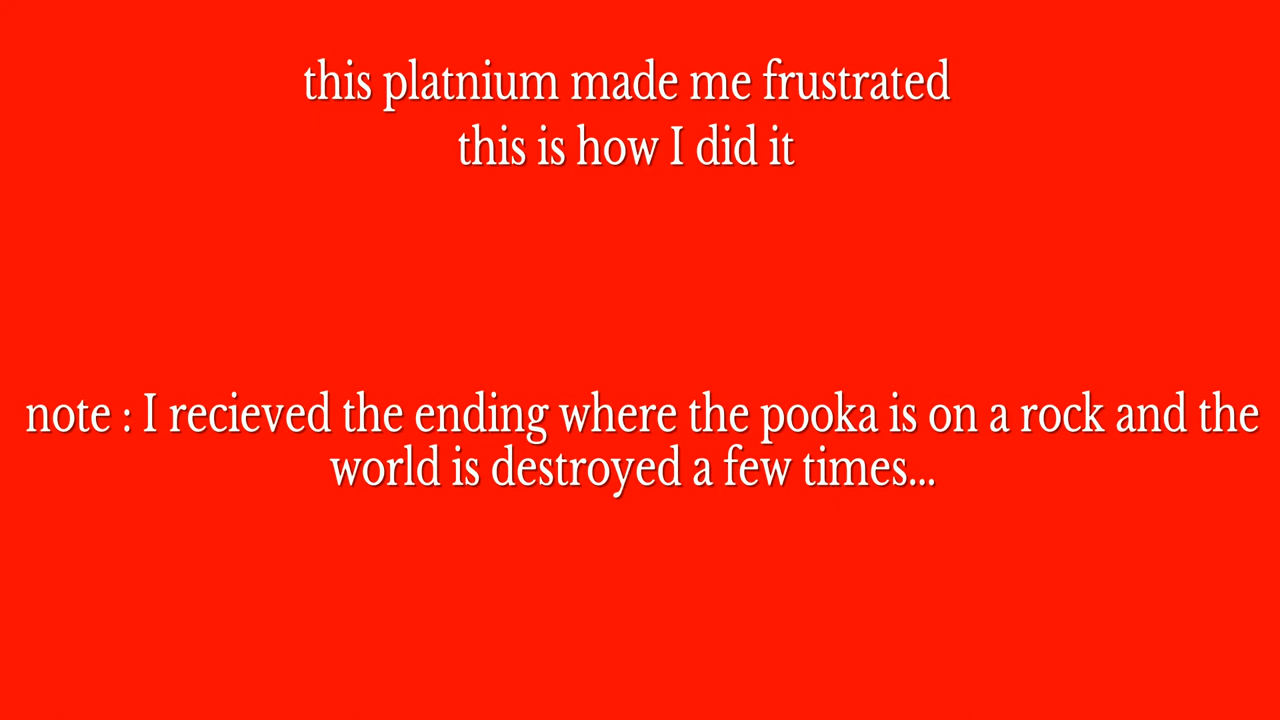 this platnium made me frustrated
this is how I did it
note : I recieved the ending where the pooka is on a rock and the
world is destroyed a few times...